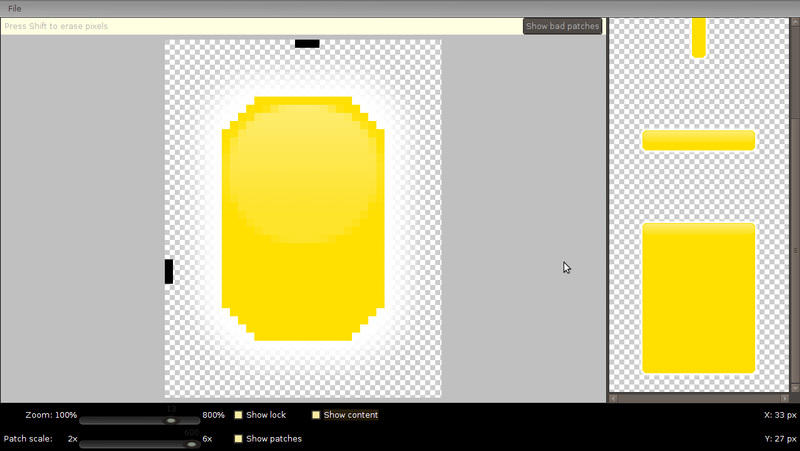 File
Press Shift to erase pixels
Show bad patches
Zoom: 100%
800%
Show lock
Show content
X: 33 px
Patch scale: 2x
6x
Show patches
Y: 27 px